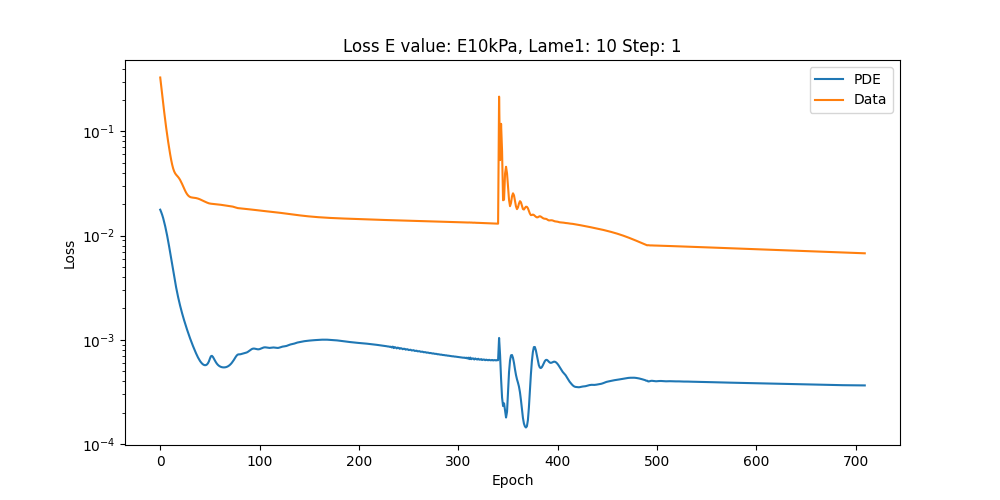 Loss E value: E10kPa, Lame1: 10 Step: 1
PDE
Data
10⁻¹
10⁻²
10⁻³
10⁻⁴
Loss
0 100 200 300 400 500 600 700
Epoch